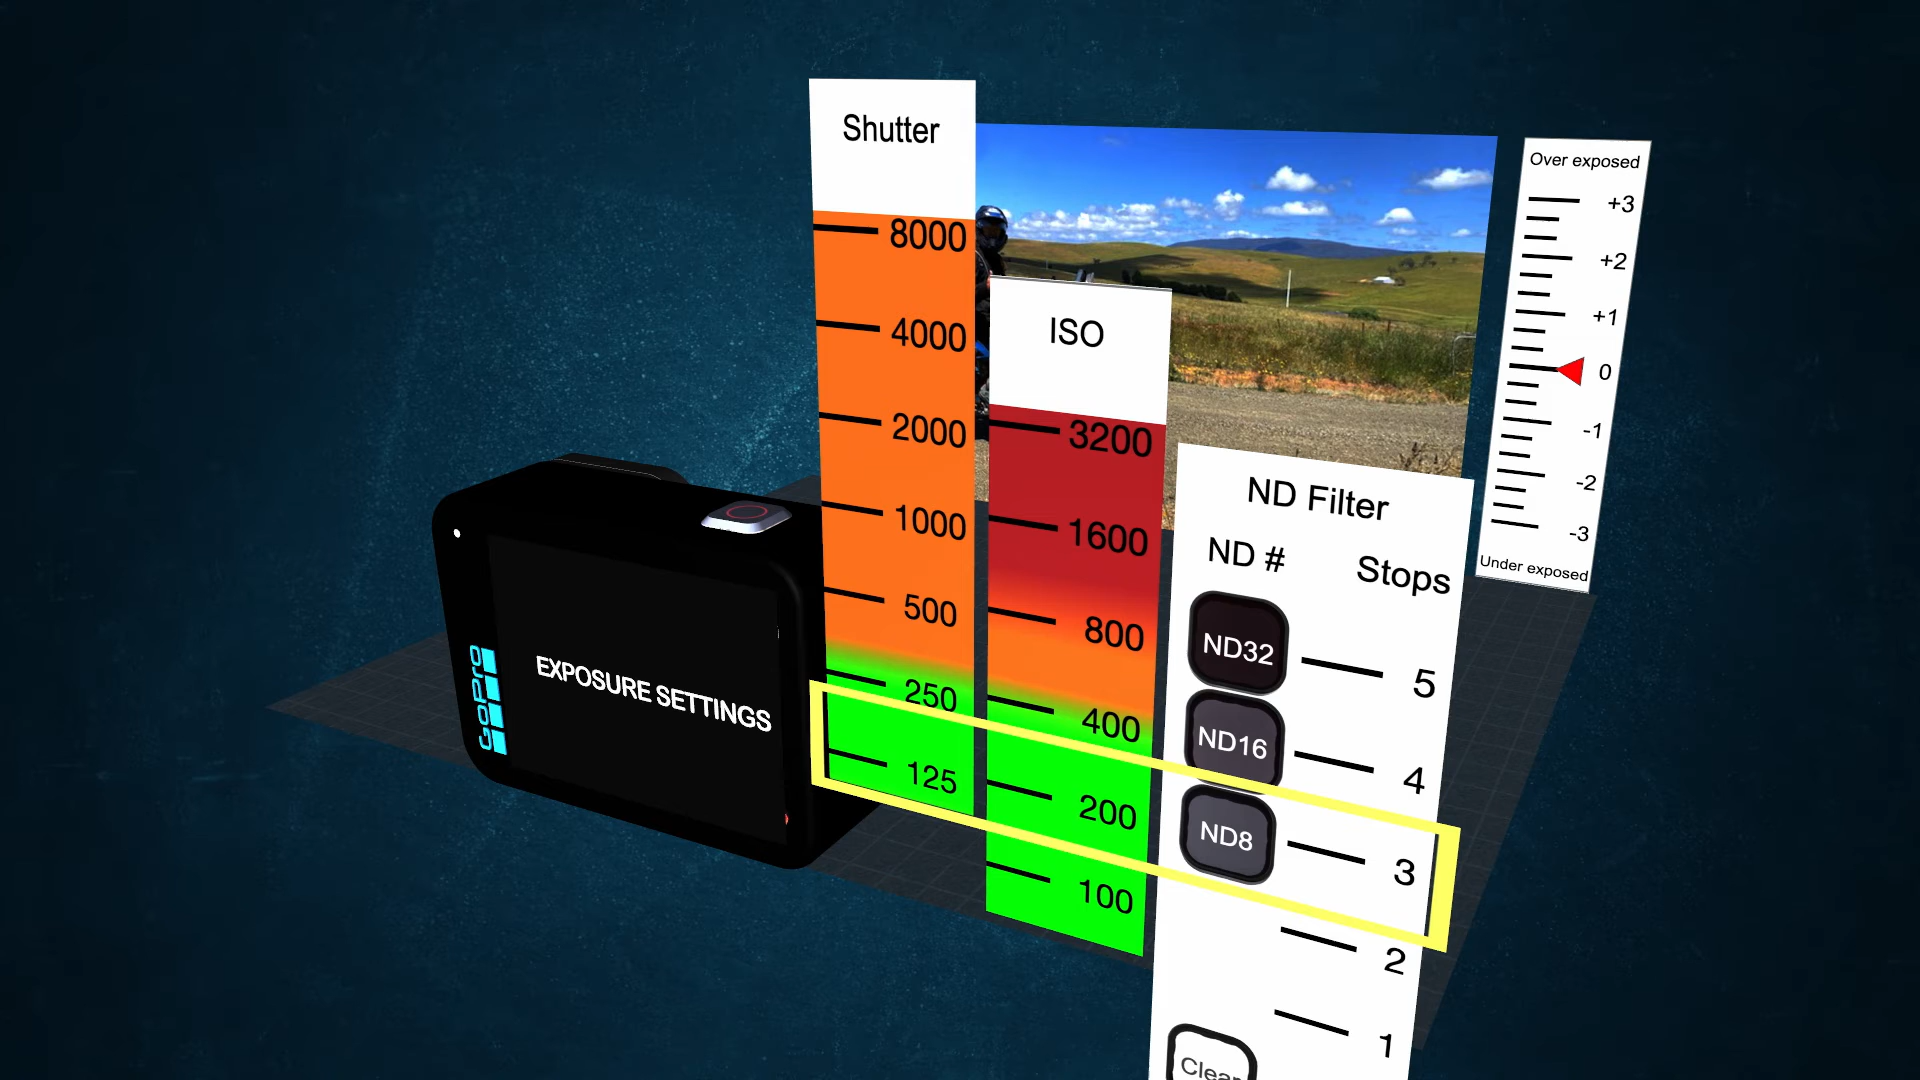 Shutter
8000
4000
2000
1000
500
250
125
ISO
3200
1600
800
400
200
100
ND Filter
ND # Stops
ND32 5
ND16 4
ND8 3
2
1
Clear
Over exposed
+3
+2
+1
0
-1
-2
-3
Under exposed
GoPro
EXPOSURE SETTINGS